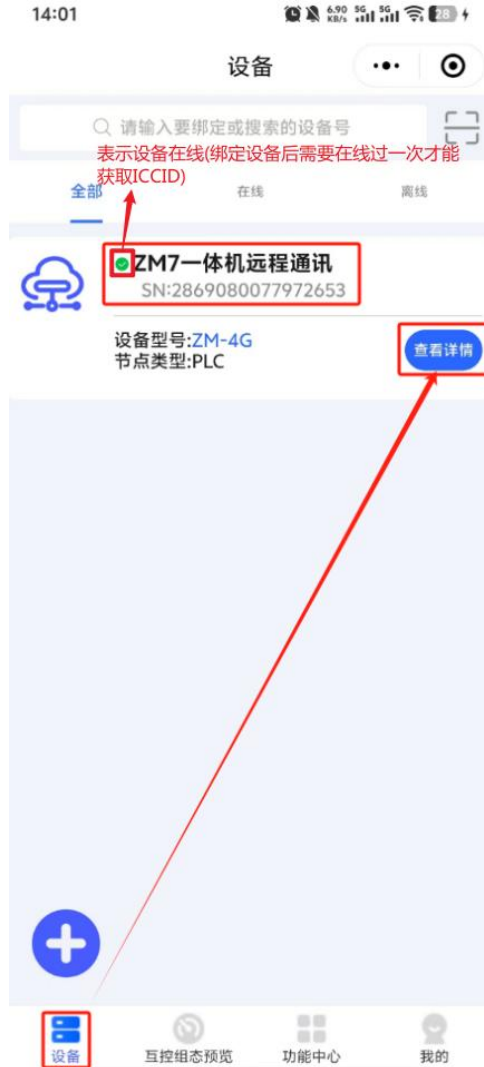 14:01
6.90 KB/s 5G 5G 28
设备
请输入要绑定或搜索的设备号
表示设备在线(绑定设备后需要在线过一次才能
获取ICCID)
全部 在线 离线
ZM7一体机远程通讯
SN:2869080077972653
设备型号:ZM-4G
查看详情
节点类型:PLC
设备 互控组态预览 功能中心 我的